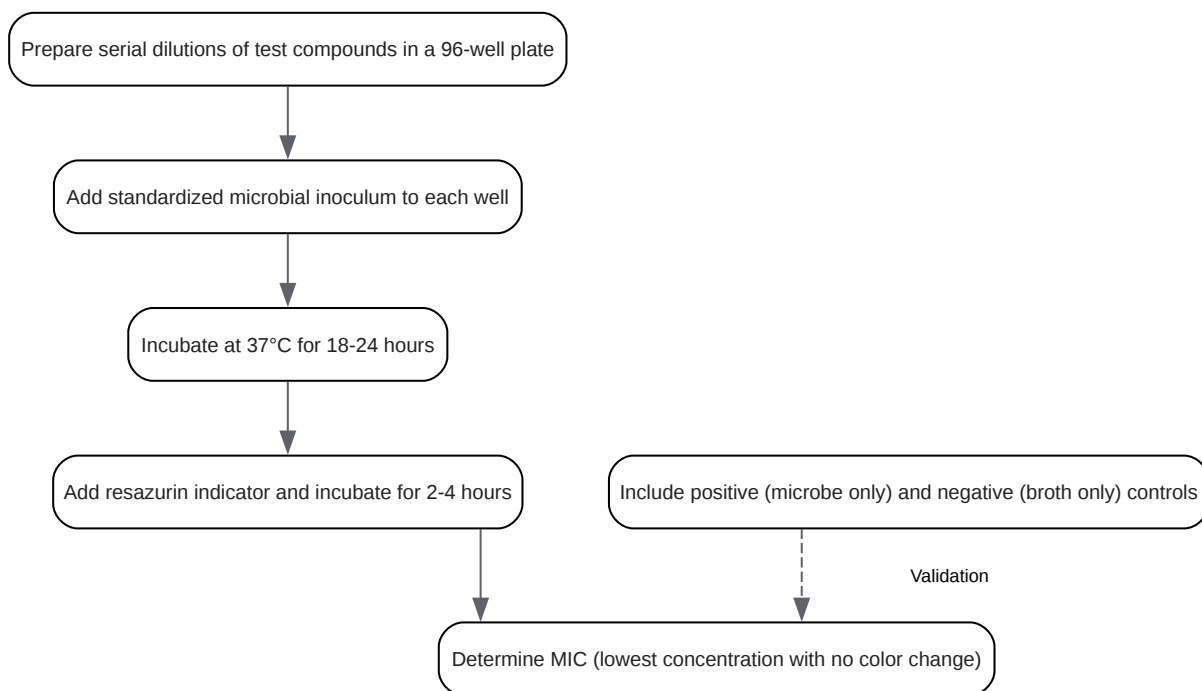 Prepare serial dilutions of test compounds in a 96-well plate
Add standardized microbial inoculum to each well
Incubate at 37°C for 18-24 hours
Add resazurin indicator and incubate for 2-4 hours
Include positive (microbe only) and negative (broth only) controls
Validation
Determine MIC (lowest concentration with no color change)